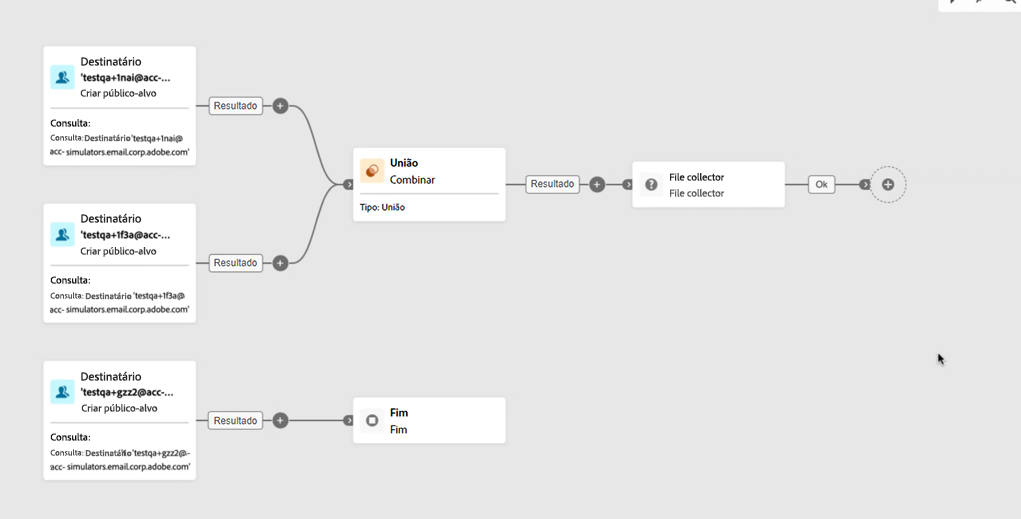 Destinatário
'testqa+1nai@acc-...
Criar público-alvo
Consulta:
Consulta: Destinatário 'testqa+1nai@
acc- simulators.email.corp.adobe.com'
Resultado
Destinatário
'testqa+1f3a@acc-...
Criar público-alvo
Consulta:
Consulta: Destinatário 'testqa+1f3a@
acc- simulators.email.corp.adobe.com'
Resultado
União
Combinar
Tipo: União
Resultado
File collector
File collector
Ok
Destinatário
'testqa+gzz2@acc-...
Criar público-alvo
Consulta:
Consulta: Destinatário 'testqa+gzz2@-
acc- simulators.email.corp.adobe.com'
Resultado
Fim
Fim